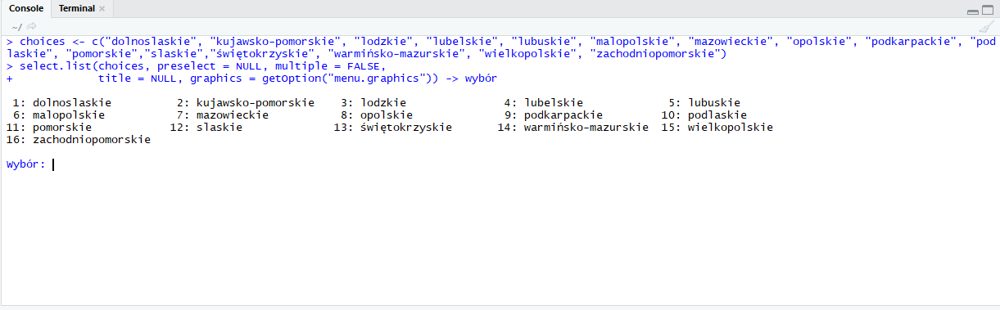 Console Terminal
~/
> choices <- c("dolnoslaskie", "kujawsko-pomorskie", "lodzkie", "lubelskie", "lubuskie", "malopolskie", "mazowieckie", "opolskie", "podkarpackie", "pod
laskie", "pomorskie","slaskie","świętokrzyskie", "warmińsko-mazurskie", "wielkopolskie", "zachodniopomorskie")
> select.list(choices, preselect = NULL, multiple = FALSE,
+             title = NULL, graphics = getOption("menu.graphics")) -> wybór
1: dolnoslaskie 2: kujawsko-pomorskie 3: lodzkie 4: lubelskie 5: lubuskie
6: malopolskie 7: mazowieckie 8: opolskie 9: podkarpackie 10: podlaskie
11: pomorskie 12: slaskie 13: świętokrzyskie 14: warmińsko-mazurskie 15: wielkopolskie
16: zachodniopomorskie
Wybór: